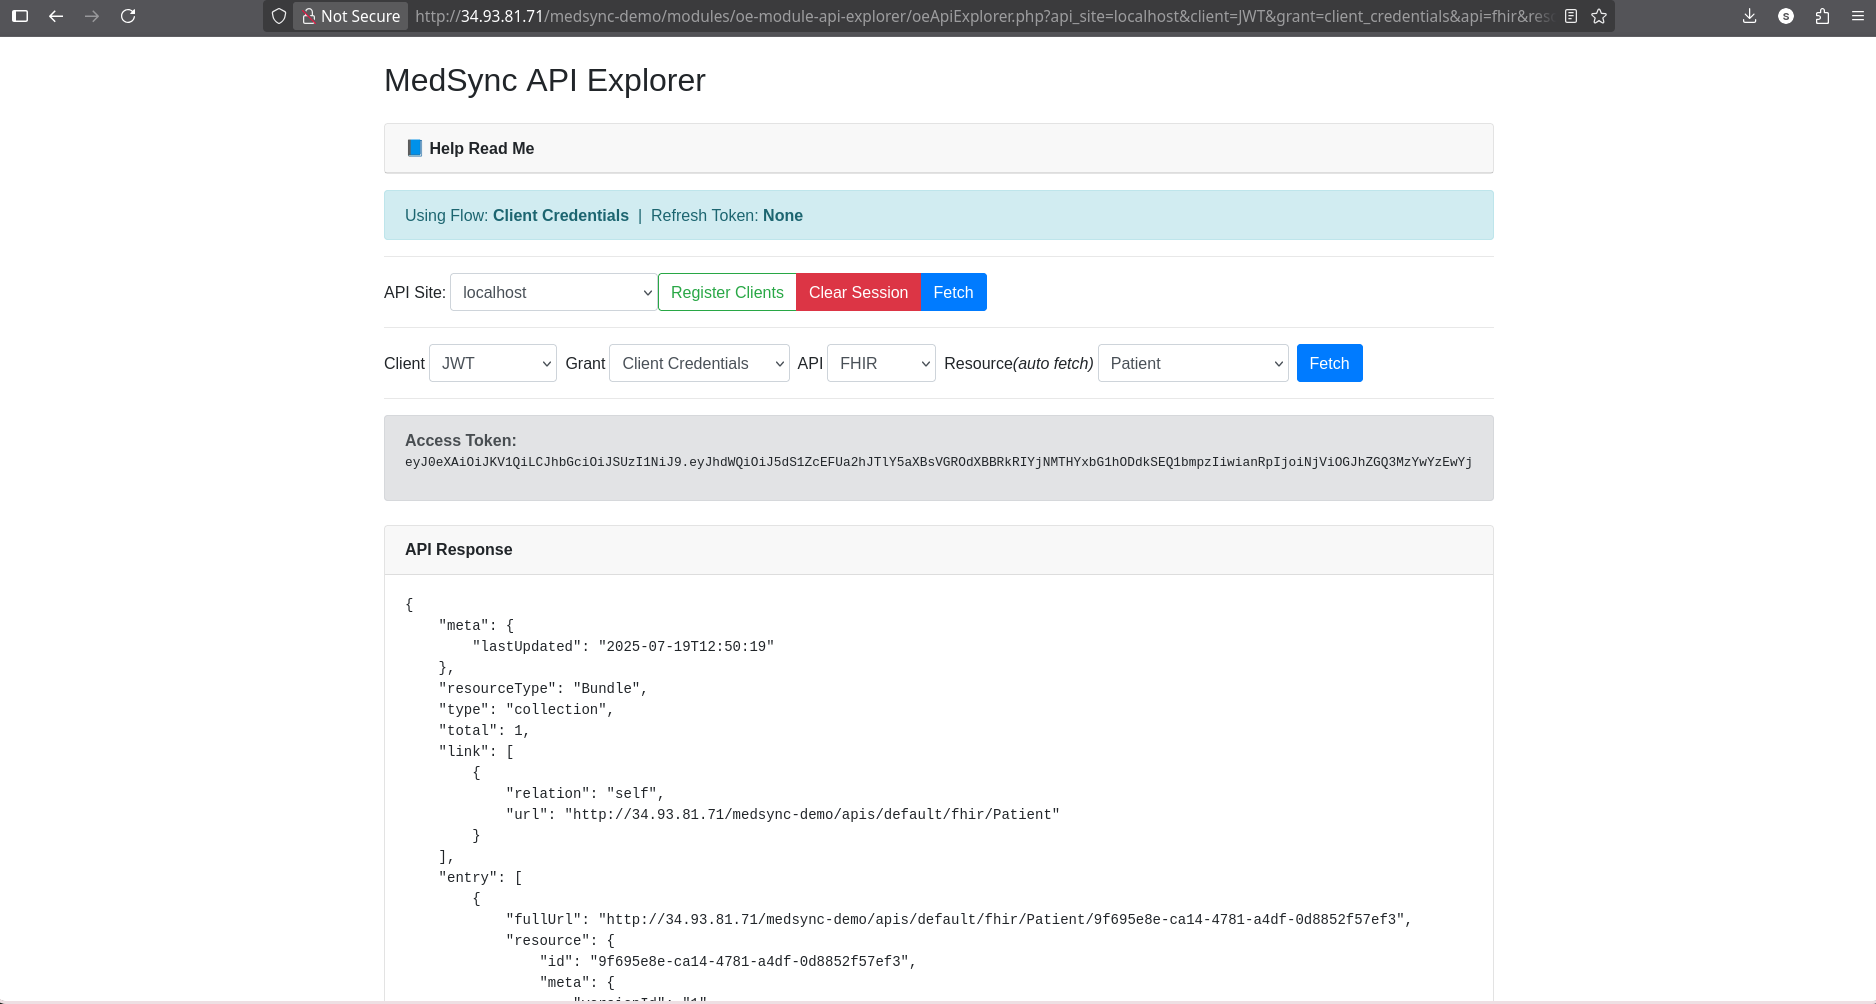 Not Secure http://34.93.81.71/medsync-demo/modules/oe-module-api-explorer/oeApiExplorer.php?api_site=localhost&client=JWT&grant=client_credentials&api=fhir&reso
S
MedSync API Explorer
📘 Help Read Me
Using Flow: Client Credentials | Refresh Token: None
API Site: localhost Register Clients Clear Session Fetch
Client JWT Grant Client Credentials API FHIR Resource(auto fetch) Patient Fetch
Access Token:
eyJ0eXAiOiJKV1QiLCJhbGciOiJSUzI1NiJ9.eyJhdWQiOiJ5dS1ZcEFUa2hJTlY5aXBsVGROdXBBRkRIYjNMTHYxbG1hODdkSEQ1bmpzIiwianRpIjoiNjViOGJhZGQ3MzYwYzEwYj
API Response
{
    "meta": {
        "lastUpdated": "2025-07-19T12:50:19"
    },
    "resourceType": "Bundle",
    "type": "collection",
    "total": 1,
    "link": [
        {
            "relation": "self",
            "url": "http://34.93.81.71/medsync-demo/apis/default/fhir/Patient"
        }
    ],
    "entry": [
        {
            "fullUrl": "http://34.93.81.71/medsync-demo/apis/default/fhir/Patient/9f695e8e-ca14-4781-a4df-0d8852f57ef3",
            "resource": {
                "id": "9f695e8e-ca14-4781-a4df-0d8852f57ef3",
                "meta": {
                    "versionId": "1"